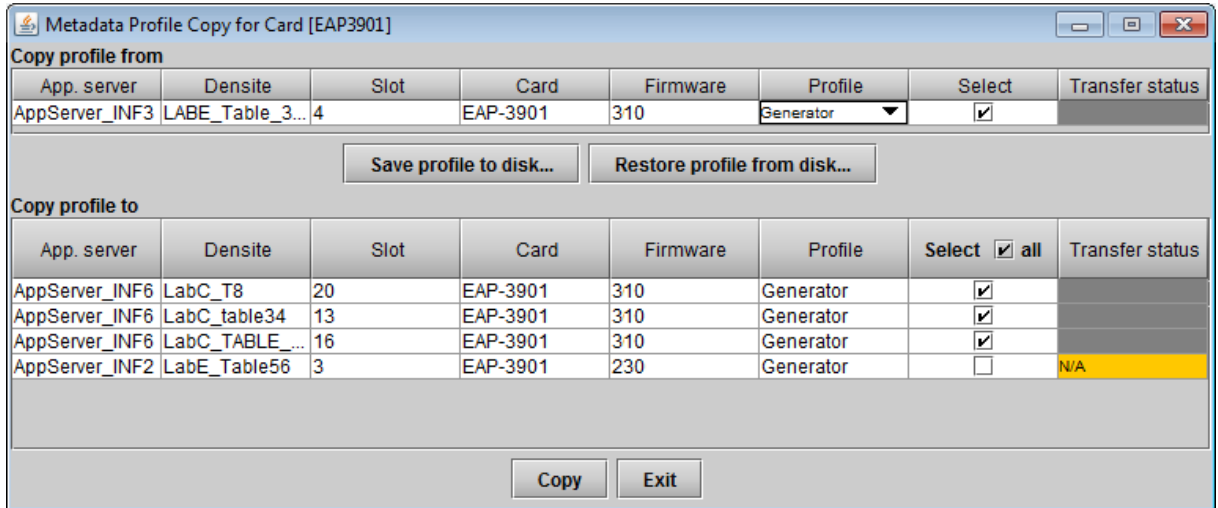 Metadata Profile Copy for Card [EAP3901]
Copy profile from
App. server Densite Slot Card Firmware Profile Select Transfer status
AppServer_INF3 LABE_Table_3... 4 EAP-3901 310 Generator
Save profile to disk... Restore profile from disk...
Copy profile to
App. server Densite Slot Card Firmware Profile Select all Transfer status
AppServer_INF6 LabC_T8 20 EAP-3901 310 Generator
AppServer_INF6 LabC_table34 13 EAP-3901 310 Generator
AppServer_INF6 LabC_TABLE_... 16 EAP-3901 310 Generator
AppServer_INF2 LabE_Table56 3 EAP-3901 230 Generator N/A
Copy Exit